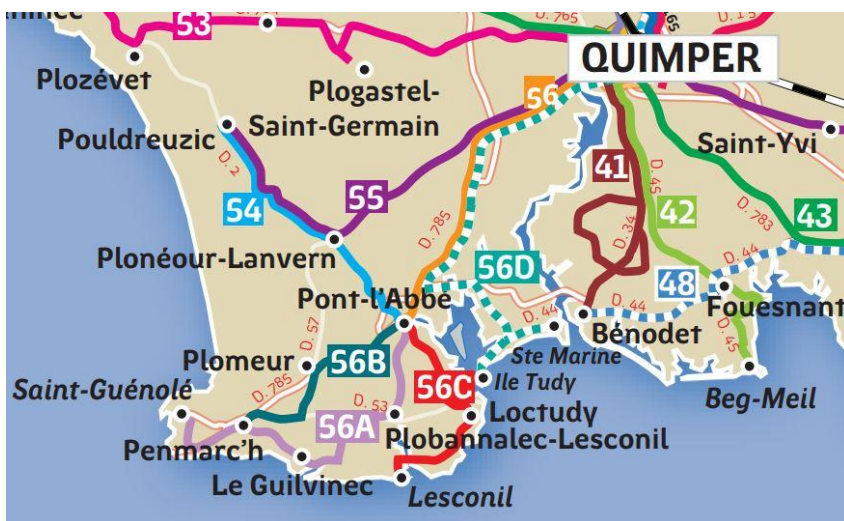 53
D. 765
QUIMPER
Plozévet
Plogastel-
Saint-Germain
56
Pouldreuzic
D. 2
Saint-Yvi
41
D. 45
54
55
42
D. 783
43
D. 785
D. 34
D. 44
Plonéour-Lanvern
56D
48
Fouesnant
Pont-l'Abbé
D. 44
D. 44
Bénodet
D. 57
Plomeur
56B
Ste Marine
D. 45
Saint-Guénolé
D. 785
56C
Ile Tudy
Beg-Meil
D. 53
Loctudy
56A
Plobannalec-Lesconil
Penmarc'h
Le Guilvinec
Lesconil